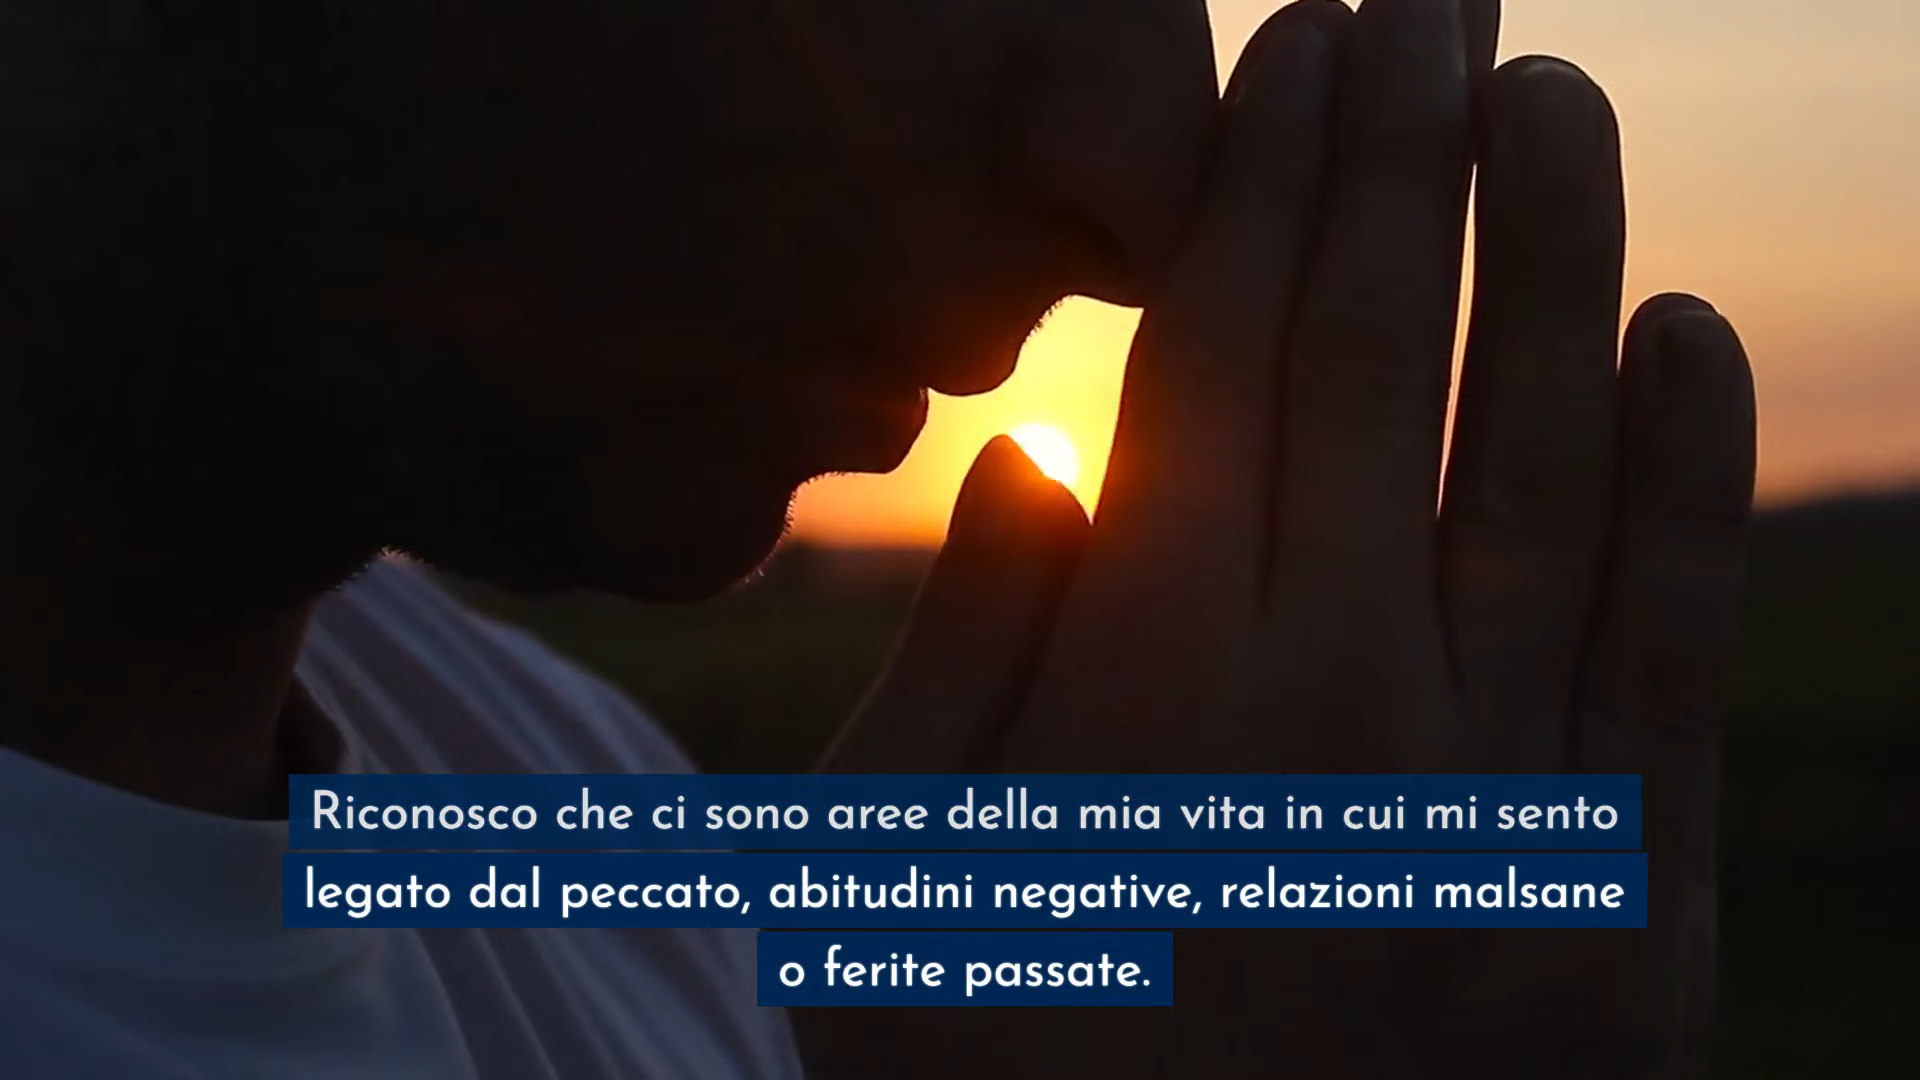 Riconosco che ci sono aree della mia vita in cui mi sento
legato dal peccato, abitudini negative, relazioni malsane
o ferite passate.